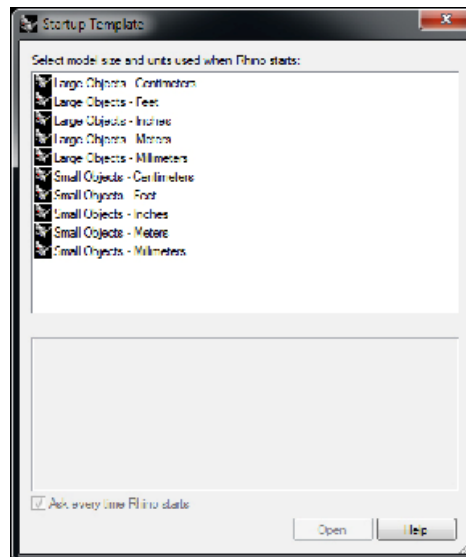 Startup Template
Select model size and units used when Rhino starts:
Large Objects - Centimeters
Large Objects - Feet
Large Objects - Inches
Large Objects - Meters
Large Objects - Millimeters
Small Objects - Centimeters
Small Objects - Feet
Small Objects - Inches
Small Objects - Meters
Small Objects - Millimeters
Ask every time Rhino starts
Open
Help